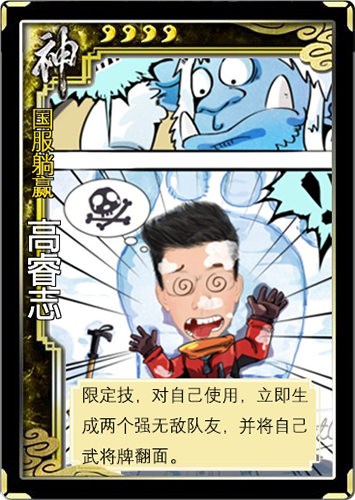 神
国服躺赢
高睿志
限定技，对自己使用，立即生
成两个强无敌队友，并将自己
武将牌翻面。